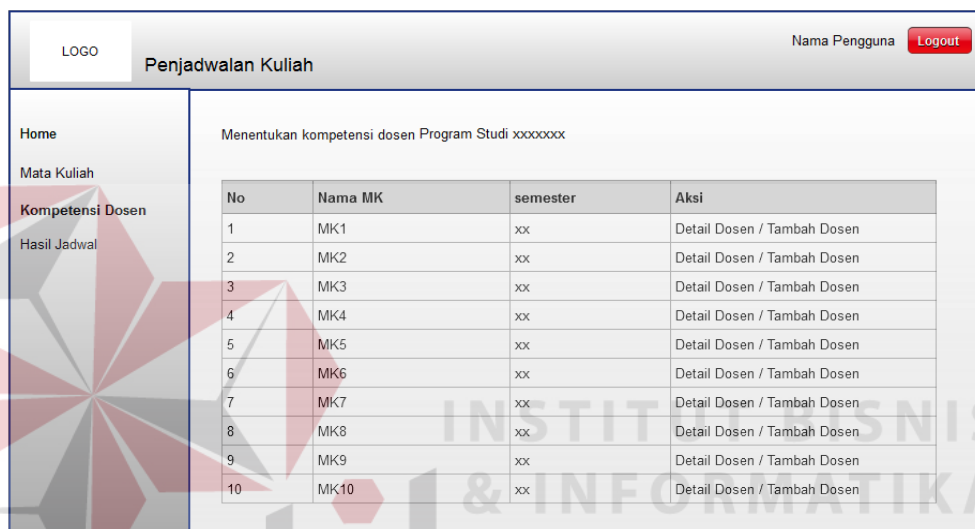 LOGO
Penjadwalan Kuliah
Nama Pengguna Logout
Home
Mata Kuliah
Kompetensi Dosen
Hasil Jadwal
Menentukan kompetensi dosen Program Studi xxxxxxx
No Nama MK semester Aksi
1 MK1 xx Detail Dosen / Tambah Dosen
2 MK2 xx Detail Dosen / Tambah Dosen
3 MK3 xx Detail Dosen / Tambah Dosen
4 MK4 xx Detail Dosen / Tambah Dosen
5 MK5 xx Detail Dosen / Tambah Dosen
6 MK6 xx Detail Dosen / Tambah Dosen
7 MK7 xx Detail Dosen / Tambah Dosen
8 MK8 xx Detail Dosen / Tambah Dosen
9 MK9 xx Detail Dosen / Tambah Dosen
10 MK10 xx Detail Dosen / Tambah Dosen
INSTITUT BISNIS
& INFORMATIKA